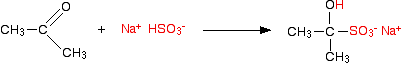 O OH
CH₃ C + Na⁺ HSO₃⁻ CH₃ C SO₃⁻ Na⁺
CH₃ CH₃